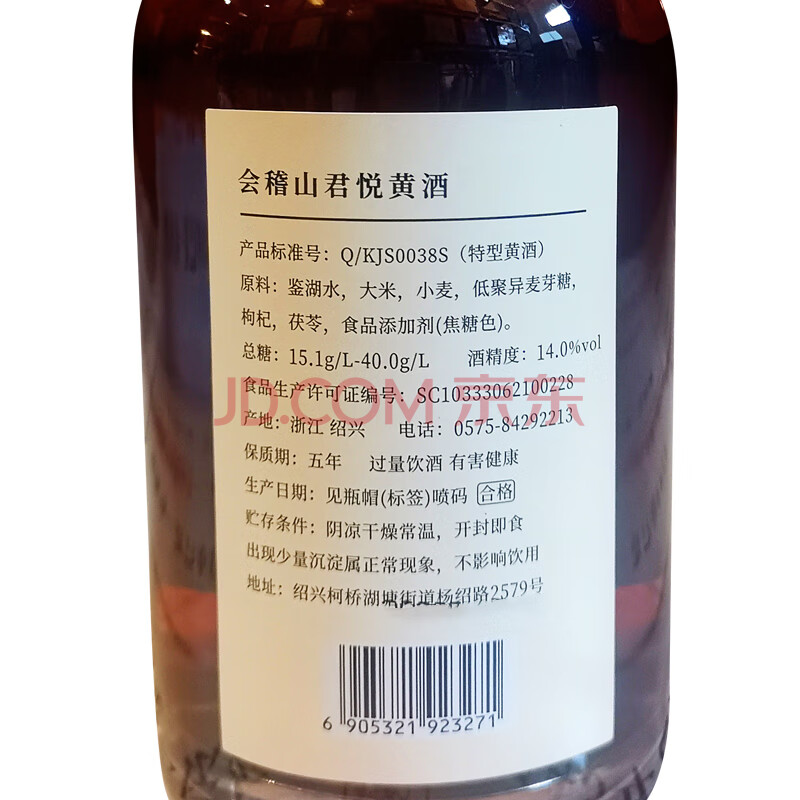 会稽山君悦黄酒
产品标准号：Q/KJS0038S（特型黄酒）
原料：鉴湖水，大米，小麦，低聚异麦芽糖，
枸杞，茯苓，食品添加剂(焦糖色)。
总糖：15.1g/L-40.0g/L 酒精度：14.0%vol
食品生产许可证编号：SC10333062100228
JD.COM 京东
产地：浙江 绍兴 电话：0575-84292213
保质期：五年 过量饮酒 有害健康
生产日期：见瓶帽(标签)喷码 合格
贮存条件：阴凉干燥常温，开封即食
出现少量沉淀属正常现象，不影响饮用
地址：绍兴柯桥湖塘街道杨绍路2579号
6 905321 923271